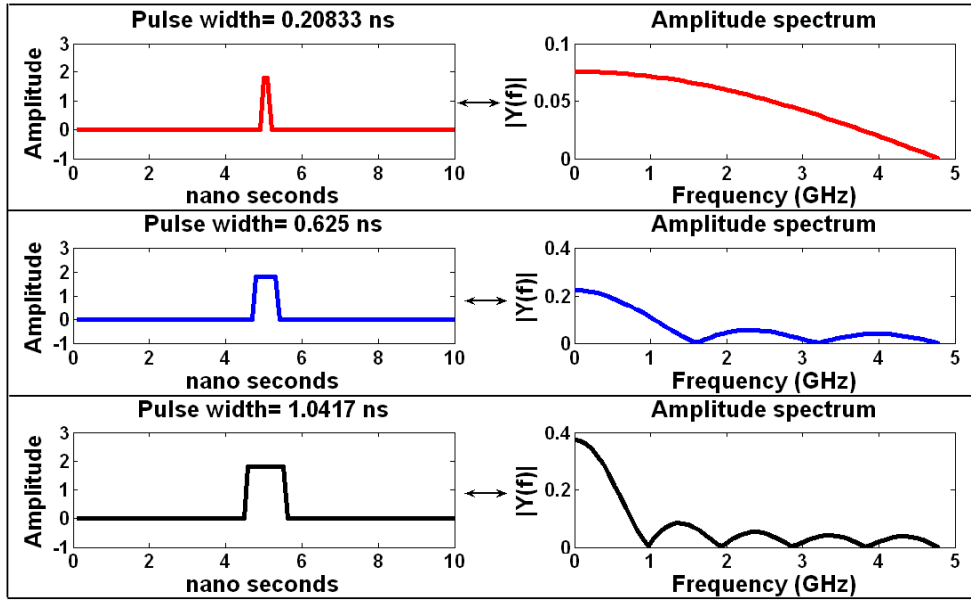 Pulse width= 0.20833 ns
Amplitude
3
2
1
0
-1
0 2 4 6 8 10
nano seconds
Amplitude spectrum
|Y(f)|
0.1
0.05
0
0 1 2 3 4 5
Frequency (GHz)
Pulse width= 0.625 ns
Amplitude
3
2
1
0
-1
0 2 4 6 8 10
nano seconds
Amplitude spectrum
|Y(f)|
0.4
0.2
0
0 1 2 3 4 5
Frequency (GHz)
Pulse width= 1.0417 ns
Amplitude
3
2
1
0
-1
0 2 4 6 8 10
nano seconds
Amplitude spectrum
|Y(f)|
0.4
0.2
0
0 1 2 3 4 5
Frequency (GHz)